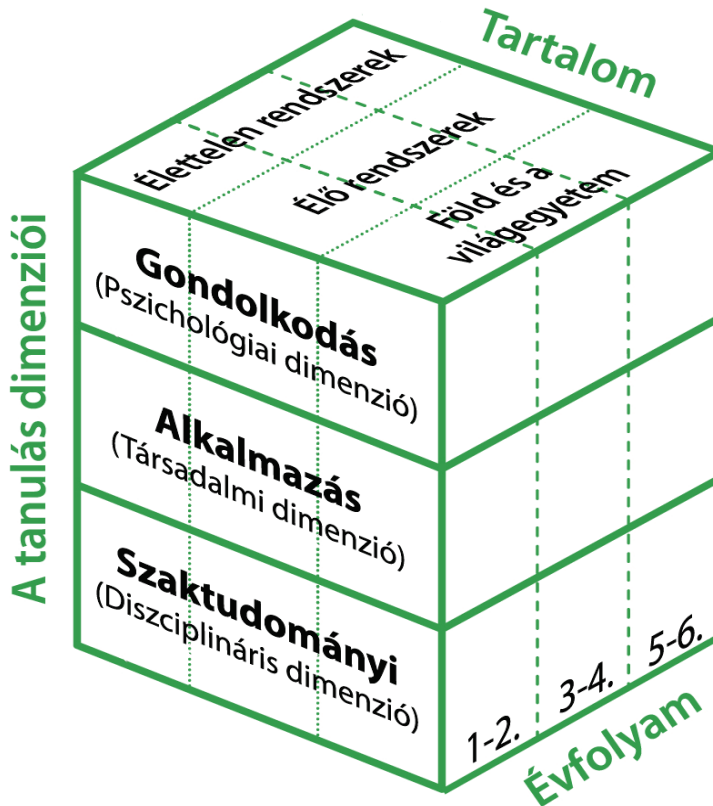 Tartalom
Élettelen rendszerek
Élő rendszerek
Föld és a
világegyetem
A tanulás dimenziói
Gondolkodás
(Pszichológiai dimenzió)
Alkalmazás
(Társadalmi dimenzió)
Szaktudományi
(Diszciplináris dimenzió)
1-2.
3-4.
5-6.
Évfolyam